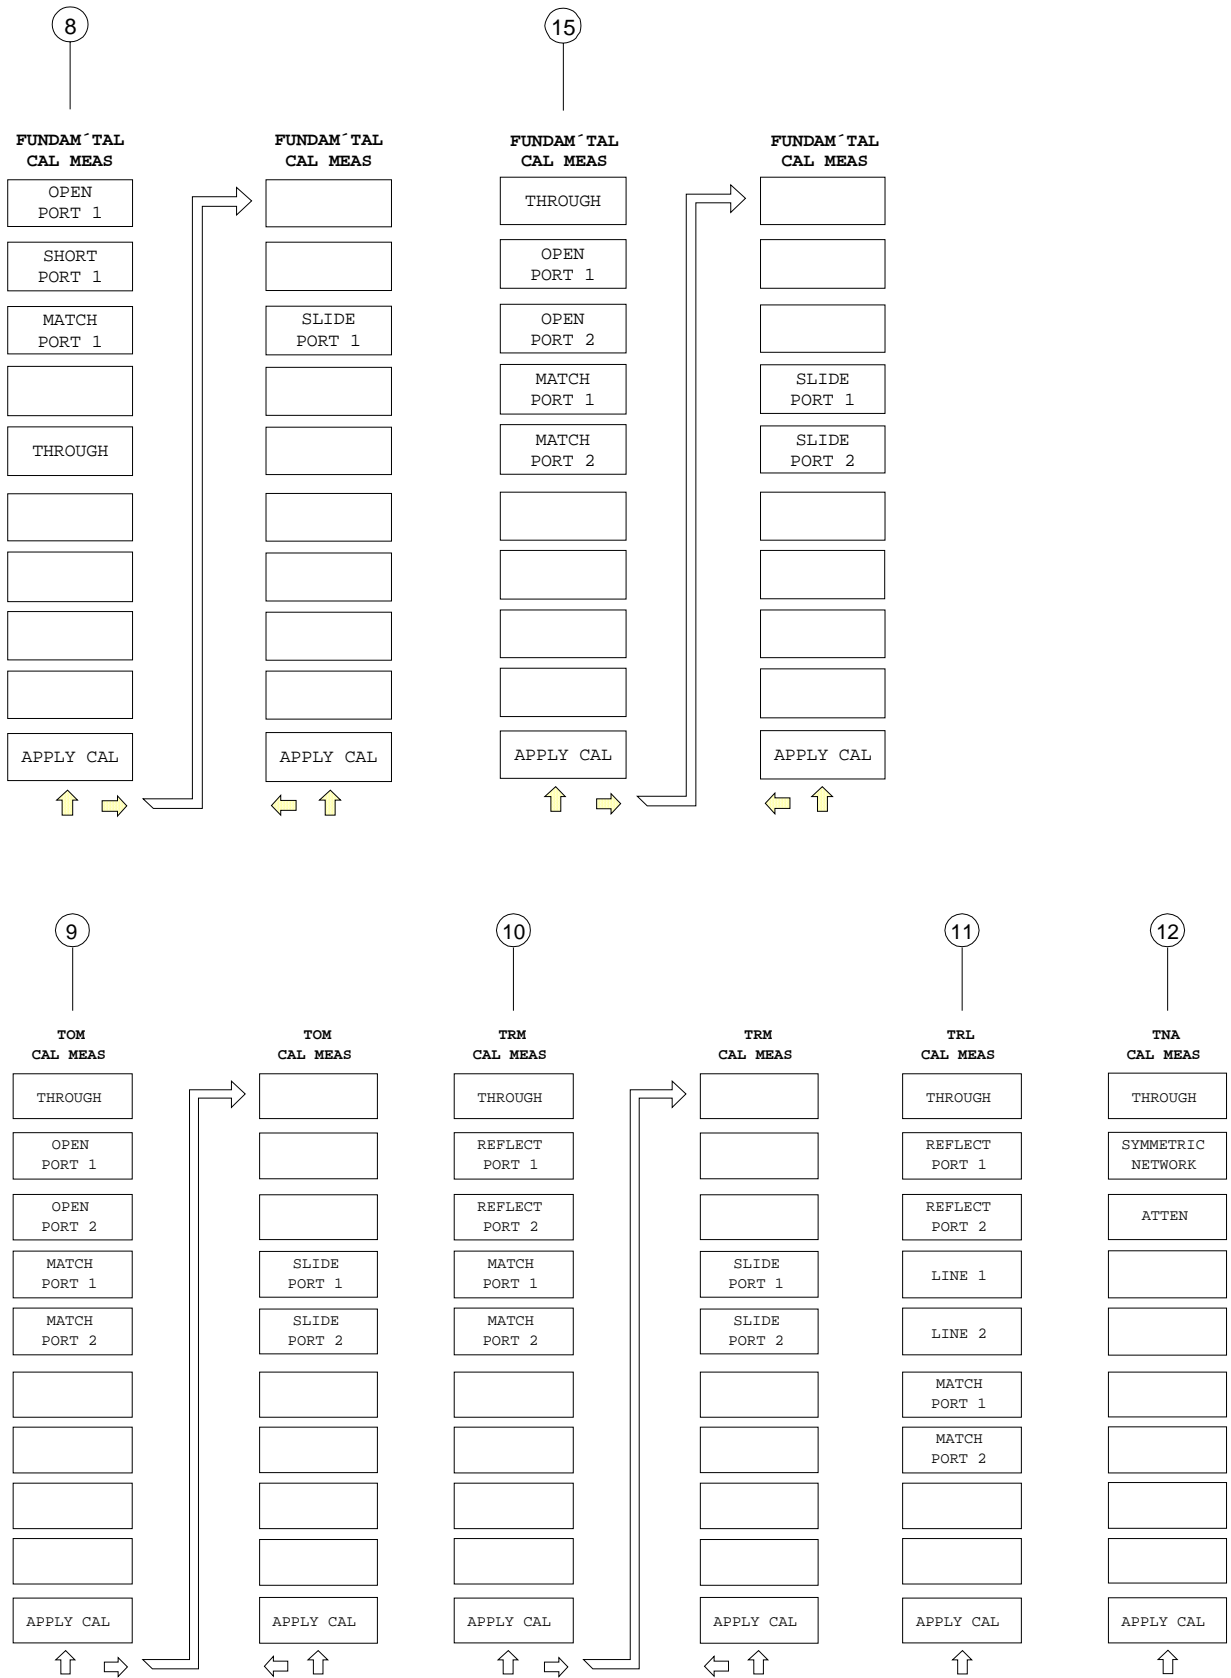 8
FUNDAM´TAL
CAL MEAS
OPEN
PORT 1
SHORT
PORT 1
MATCH
PORT 1
THROUGH
APPLY CAL
FUNDAM´TAL
CAL MEAS
SLIDE
PORT 1
APPLY CAL
15
FUNDAM´TAL
CAL MEAS
THROUGH
OPEN
PORT 1
OPEN
PORT 2
MATCH
PORT 1
MATCH
PORT 2
APPLY CAL
FUNDAM´TAL
CAL MEAS
SLIDE
PORT 1
SLIDE
PORT 2
APPLY CAL
9
TOM
CAL MEAS
THROUGH
OPEN
PORT 1
OPEN
PORT 2
MATCH
PORT 1
MATCH
PORT 2
APPLY CAL
TOM
CAL MEAS
SLIDE
PORT 1
SLIDE
PORT 2
APPLY CAL
10
TRM
CAL MEAS
THROUGH
REFLECT
PORT 1
REFLECT
PORT 2
MATCH
PORT 1
MATCH
PORT 2
APPLY CAL
TRM
CAL MEAS
SLIDE
PORT 1
SLIDE
PORT 2
APPLY CAL
11
TRL
CAL MEAS
THROUGH
REFLECT
PORT 1
REFLECT
PORT 2
LINE 1
LINE 2
MATCH
PORT 1
MATCH
PORT 2
APPLY CAL
12
TNA
CAL MEAS
THROUGH
SYMMETRIC
NETWORK
ATTEN
APPLY CAL